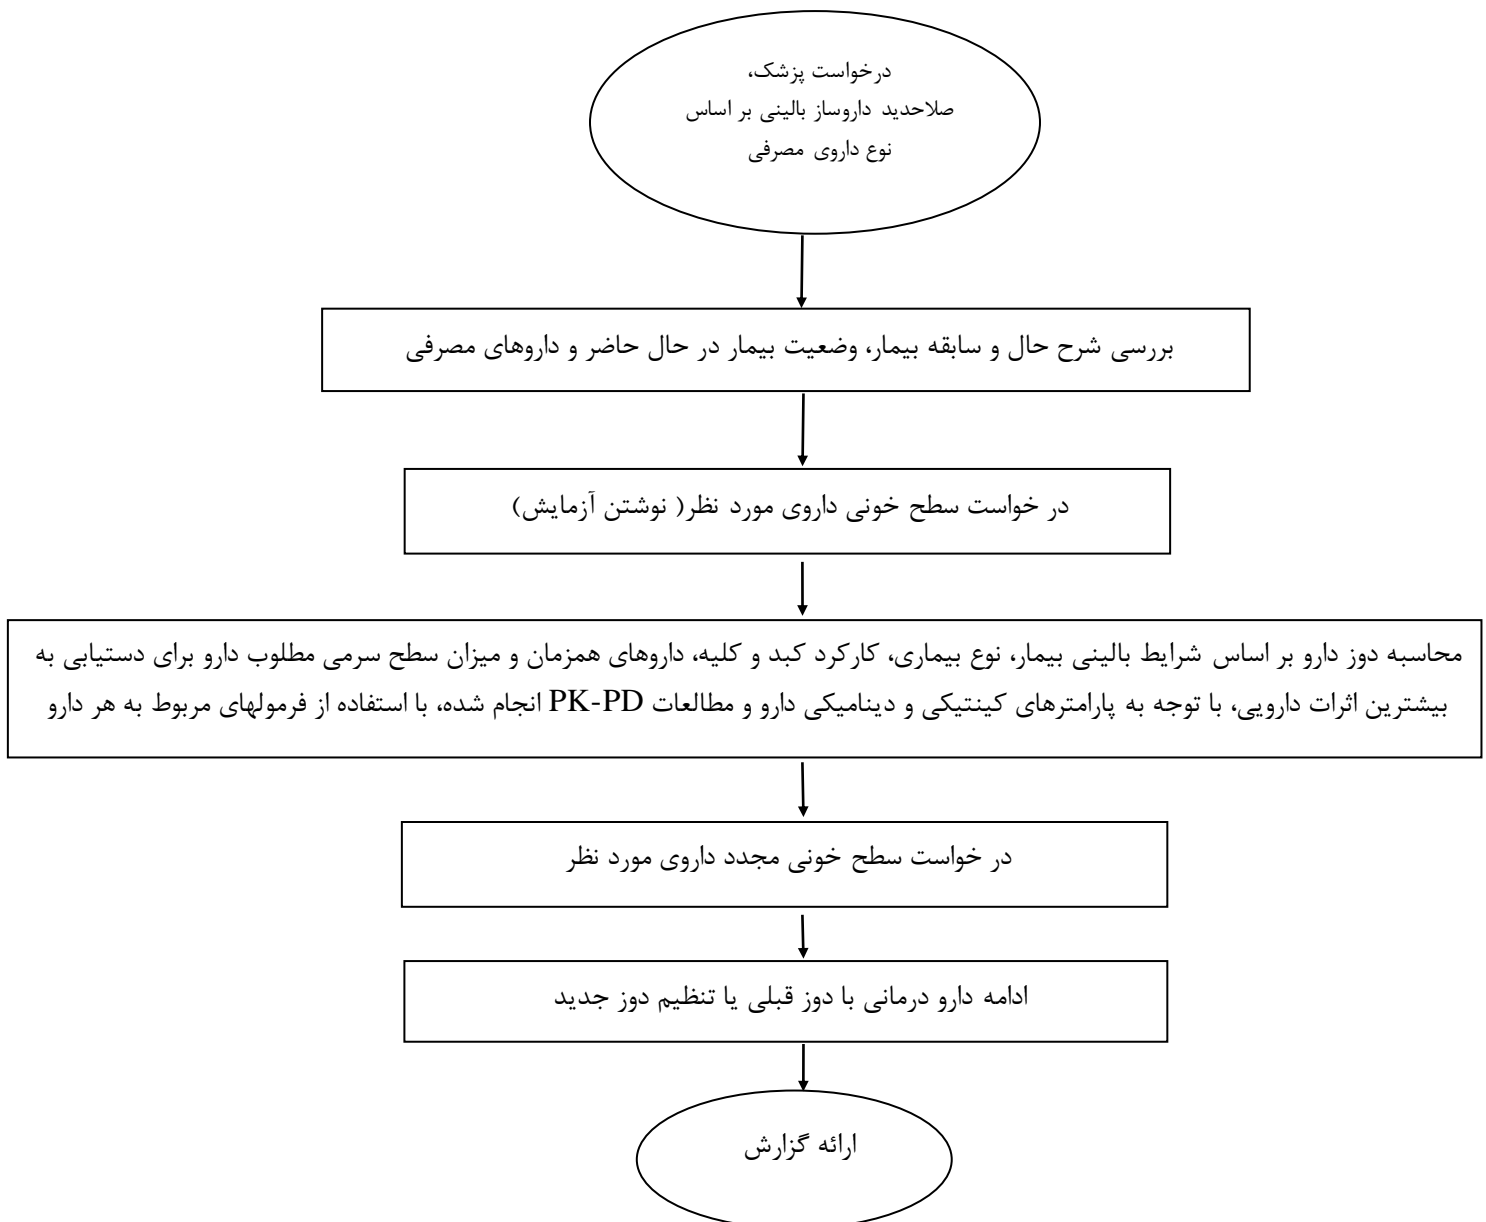 درخواست پزشک،
صلاحدید داروساز بالینی بر اساس
نوع داروی مصرفی
بررسی شرح حال و سابقه بیمار، وضعیت بیمار در حال حاضر و داروهای مصرفی
در خواست سطح خونی داروی مورد نظر( نوشتن آزمایش)
محاسبه دوز دارو بر اساس شرایط بالینی بیمار، نوع بیماری، کارکرد کبد و کلیه، داروهای همزمان و میزان سطح سرمی مطلوب دارو برای دستیابی به
بیشترین اثرات دارویی، با توجه به پارامترهای کینتیکی و دینامیکی دارو و مطالعات PK-PD انجام شده، با استفاده از فرمولهای مربوط به هر دارو
در خواست سطح خونی مجدد داروی مورد نظر
ادامه دارو درمانی با دوز قبلی یا تنظیم دوز جدید
ارائه گزارش